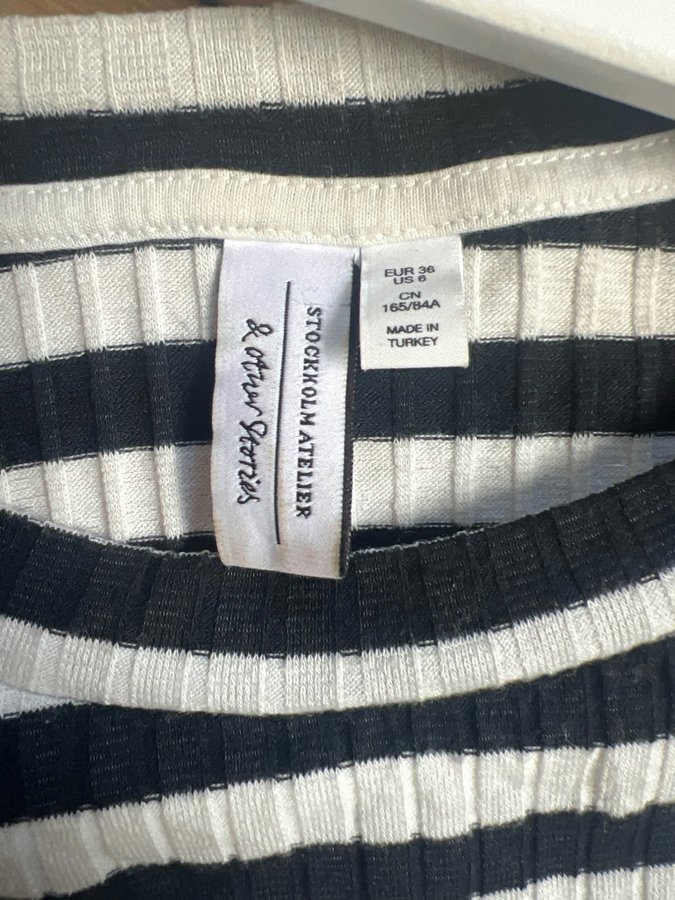 STOCKHOLM ATELIER
& other Stories
EUR 36
US 6
CN
165/84A
MADE IN
TURKEY